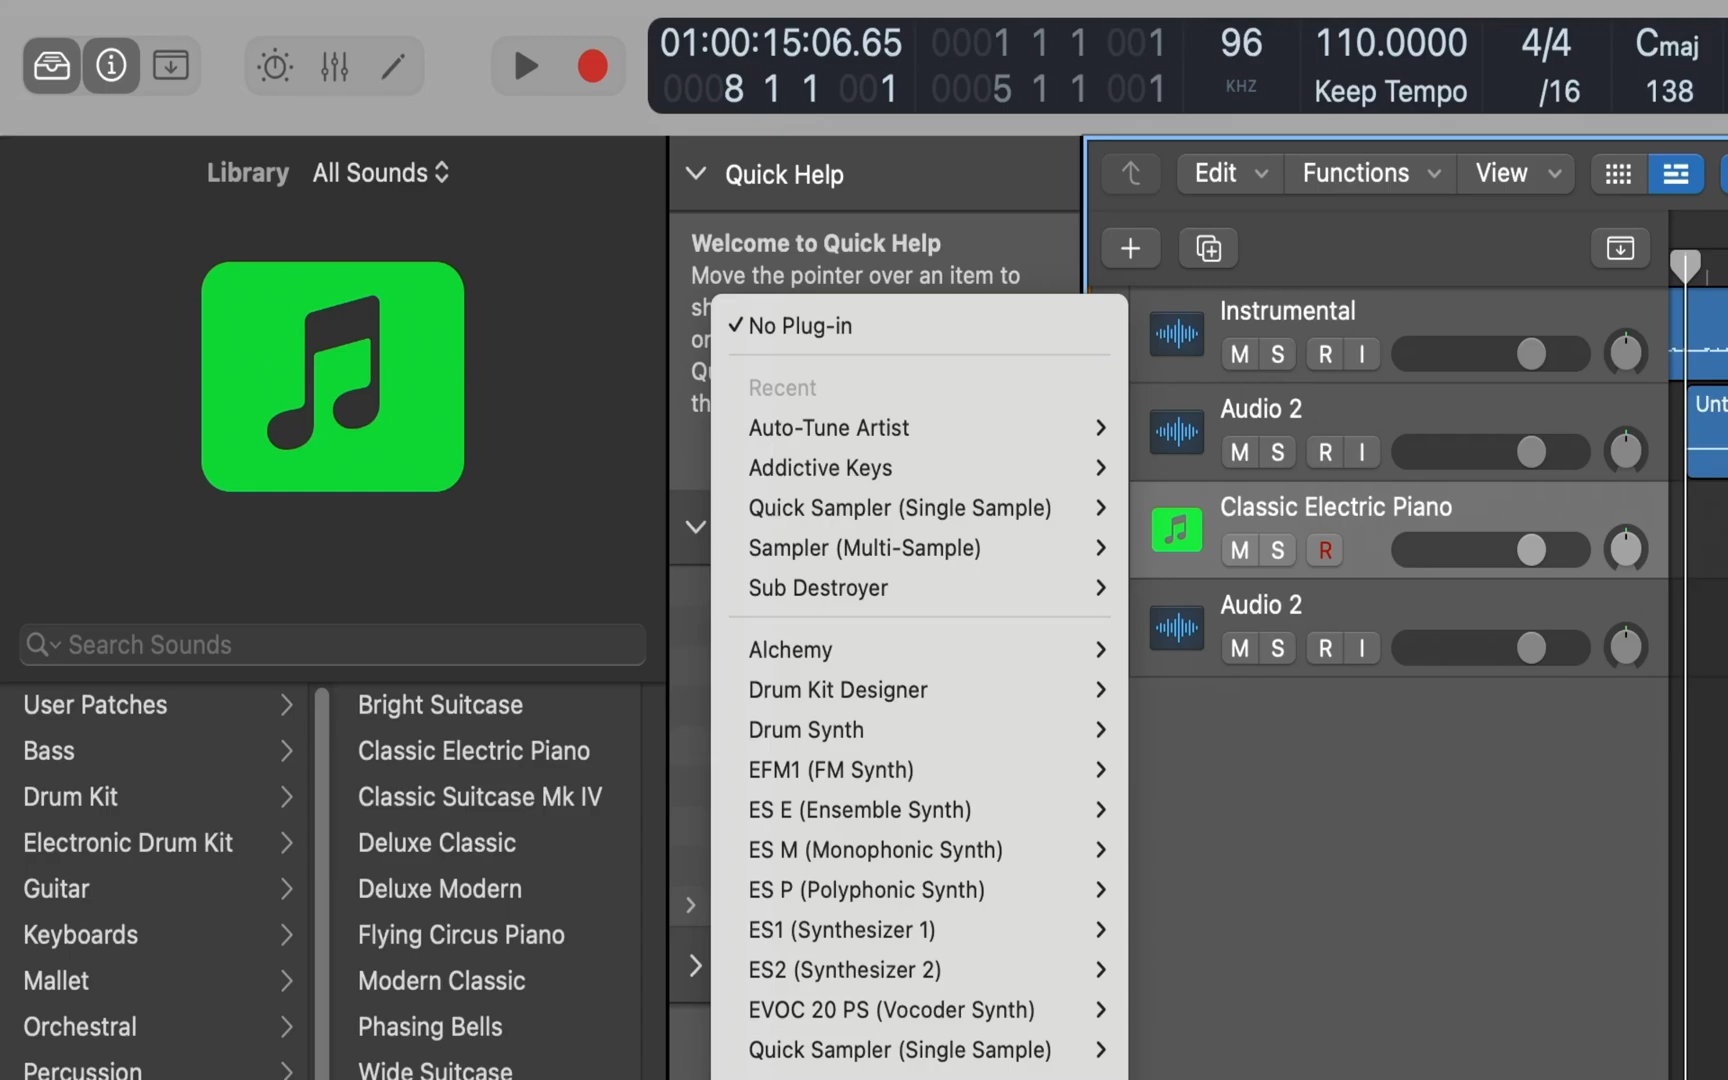 01:00:15:06.65
0001 1 1 001
96
110.0000
4/4
Cmaj
0008 1 1 001
0005 1 1 001
KHZ
Keep Tempo
/16
138
Library All Sounds
Quick Help
Edit
Functions
View
Welcome to Quick Help
Move the pointer over an item to
No Plug-in
Recent
Auto-Tune Artist
Addictive Keys
Quick Sampler (Single Sample)
Sampler (Multi-Sample)
Sub Destroyer
Alchemy
Drum Kit Designer
Drum Synth
EFM1 (FM Synth)
ES E (Ensemble Synth)
ES M (Monophonic Synth)
ES P (Polyphonic Synth)
ES1 (Synthesizer 1)
ES2 (Synthesizer 2)
EVOC 20 PS (Vocoder Synth)
Quick Sampler (Single Sample)
Instrumental
M S R I
Audio 2
M S R I
Unt
Classic Electric Piano
M S R
Audio 2
M S R I
Search Sounds
User Patches
Bass
Drum Kit
Electronic Drum Kit
Guitar
Keyboards
Mallet
Orchestral
Percussion
Bright Suitcase
Classic Electric Piano
Classic Suitcase Mk IV
Deluxe Classic
Deluxe Modern
Flying Circus Piano
Modern Classic
Phasing Bells
Wide Suitcase